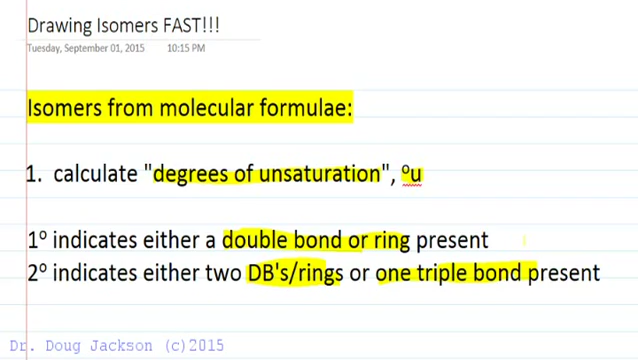 Drawing Isomers FAST!!!
Tuesday, September 01, 2015 10:15 PM
Isomers from molecular formulae:
1. calculate "degrees of unsaturation", ºu
1º indicates either a double bond or ring present
2º indicates either two DB's/rings or one triple bond present
Dr. Doug Jackson (c)2015